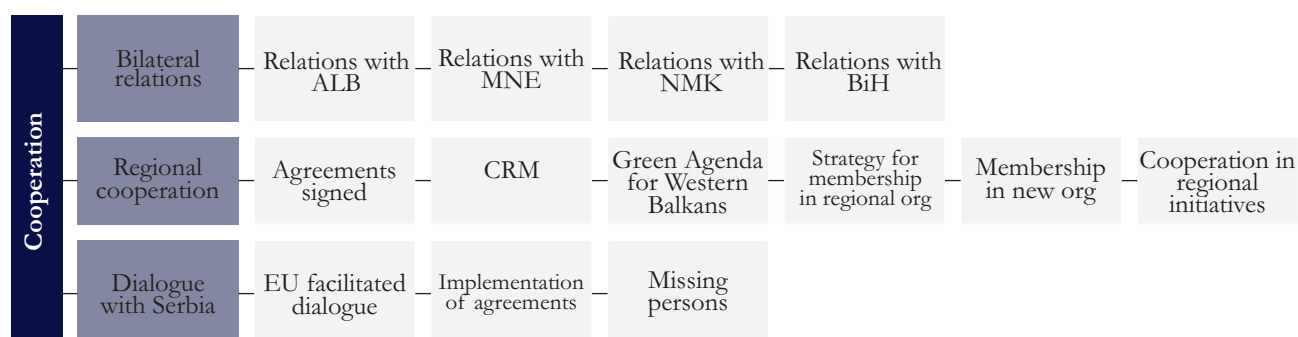 Cooperation
Bilateral
relations
Relations with
ALB
Relations with
MNE
Relations with
NMK
Relations with
BiH
Regional
cooperation
Agreements
signed
CRM
Green Agenda
for Western
Balkans
Strategy for
membership
in regional org
Membership
in new org
Cooperation in
regional
initiatives
Dialogue
with Serbia
EU facilitated
dialogue
Implementation
of agreements
Missing
persons